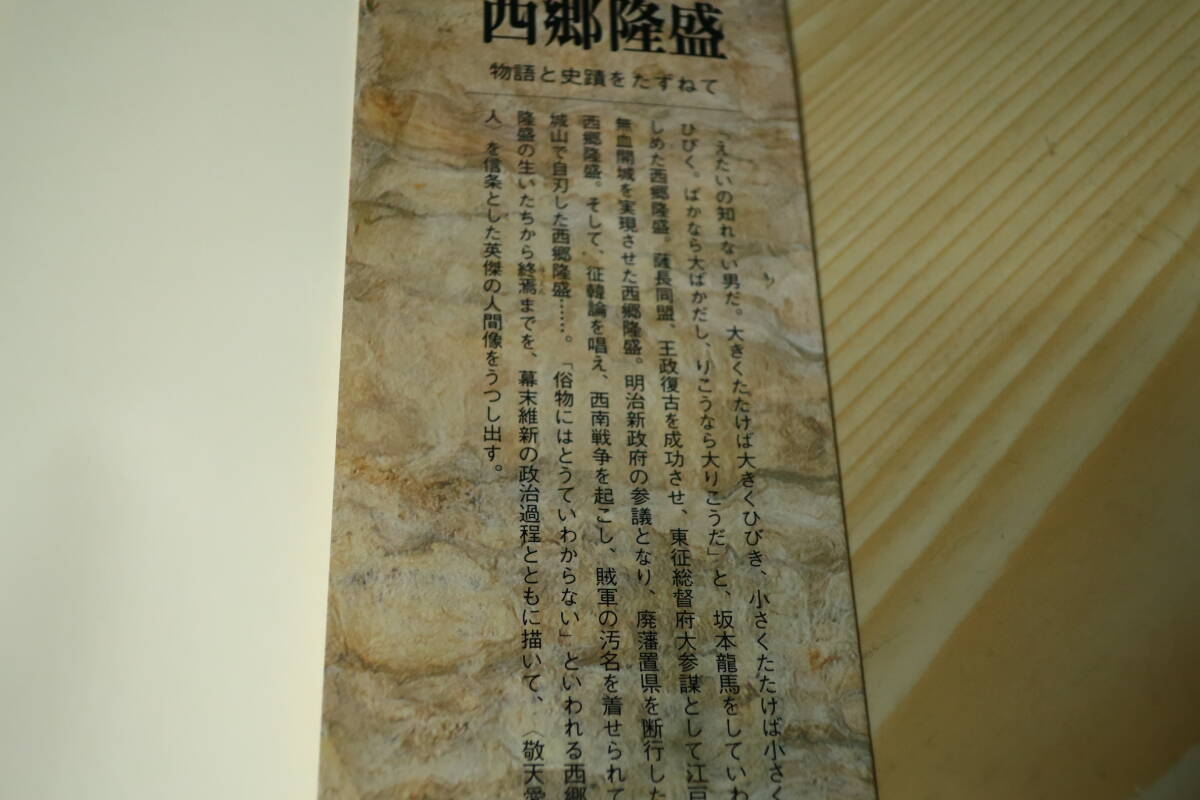 西郷隆盛
物語と史蹟をたずねて
「えたいの知れない男だ。大きくたたけば大きくひびき、小さくたたけば小さく
ひびく。ばかなら大ばかだし、りこうなら大りこうだ」と、坂本龍馬をしていわ
しめた西郷隆盛。薩長同盟、王政復古を成功させ、東征総督府大参謀として江戸
無血開城を実現させた西郷隆盛。明治新政府の参議となり、廃藩置県を断行した
西郷隆盛。そして、征韓論を唱え、西南戦争を起こし、賊軍の汚名を着せられて
城山で自刃した西郷隆盛……。「俗物にはとうていわからない」といわれる西郷
隆盛の生いたちから終焉までを、幕末維新の政治過程とともに描いて、〈敬天愛
人〉を信条とした英傑の人間像をうつし出す。